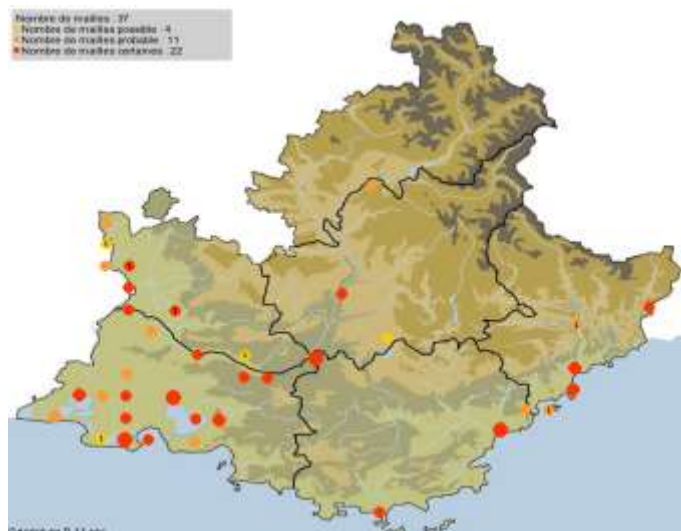 Nombre de mailles : 37
Nombre de mailles possible : 4
Nombre de mailles probable : 11
Nombre de mailles certaines : 22